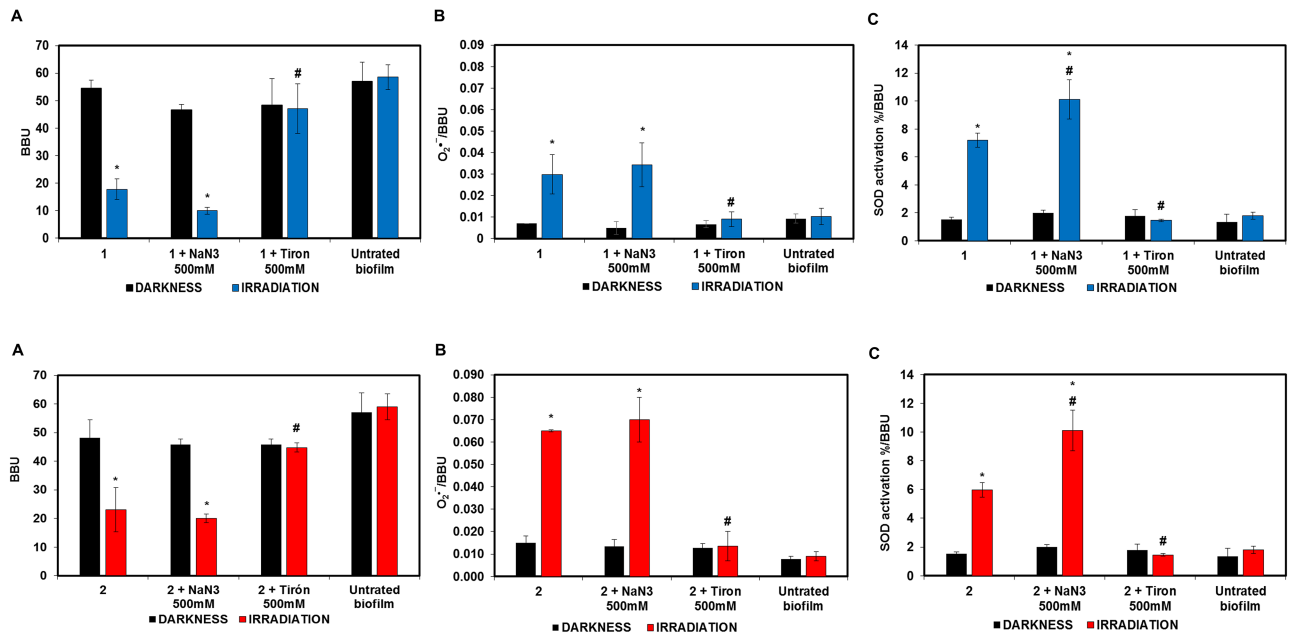 A
BBU
70
60
50
40
30
20
10
0
1
1 + NaN3
500mM
1 + Tiron
500mM
Untrated
biofilm
*
*
#
DARKNESS
IRRADIATION
B
O2•−/BBU
0.09
0.08
0.07
0.06
0.05
0.04
0.03
0.02
0.01
0
1
1 + NaN3
500mM
1 + Tiron
500mM
Untrated
biofilm
*
*
#
DARKNESS
IRRADIATION
C
SOD activation %/BBU
14
12
10
8
6
4
2
0
1
1 + NaN3
500mM
1 + Tiron
500mM
Untrated
biofilm
*
*
#
#
DARKNESS
IRRADIATION
A
BBU
70
60
50
40
30
20
10
0
2
2 + NaN3
500mM
2 + Tirón
500mM
Untrated
biofilm
*
*
#
DARKNESS
IRRADIATION
B
O2•−/BBU
0.090
0.080
0.070
0.060
0.050
0.040
0.030
0.020
0.010
0.000
2
2 + NaN3
500mM
2 + Tiron
500mM
Untrated
biofilm
*
*
#
DARKNESS
IRRADIATION
C
SOD activation %/BBU
14
12
10
8
6
4
2
0
2
2 + NaN3
500mM
2 + Tiron
500mM
Untrated
biofilm
*
*
#
#
DARKNESS
IRRADIATION